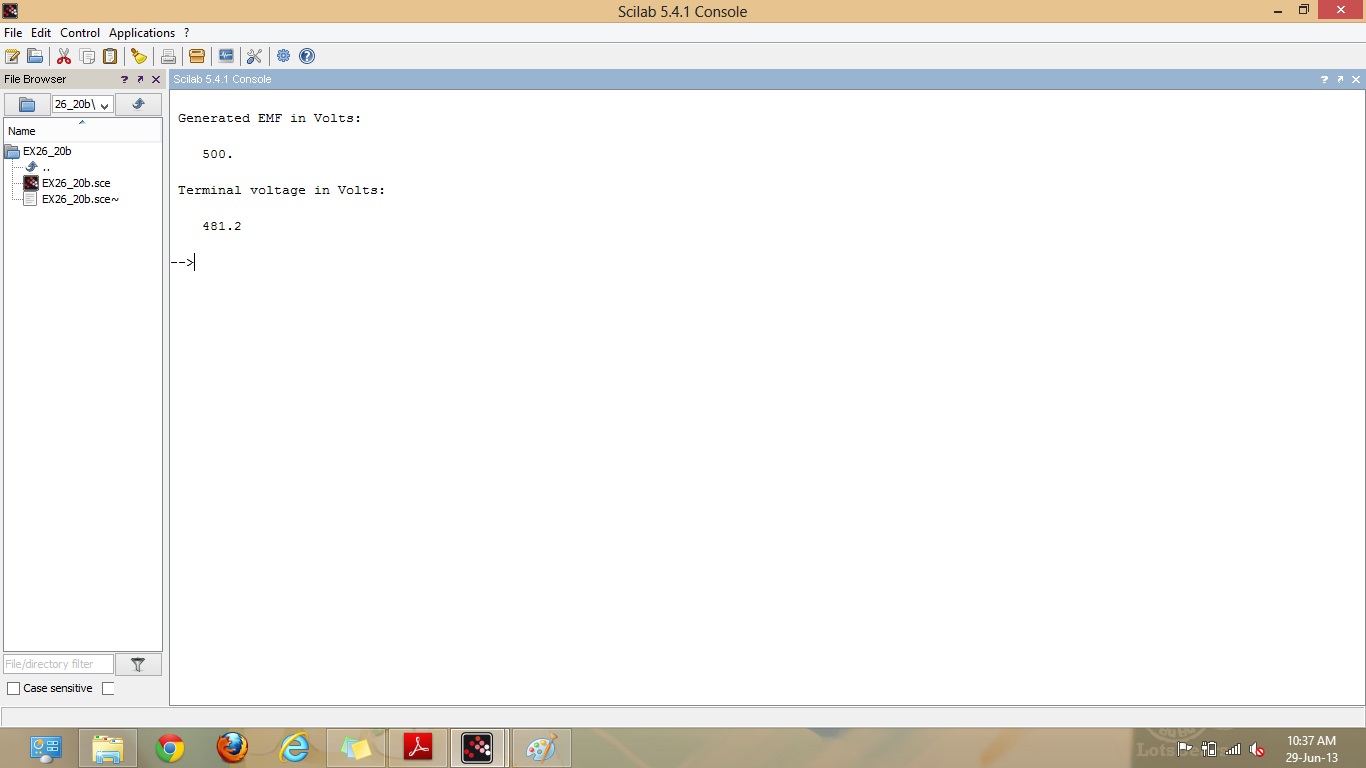 Scilab 5.4.1 Console
File Edit Control Applications ?
File Browser ? Scilab 5.4.1 Console ?
26_20b\
Name
EX26_20b
..
EX26_20b.sce
EX26_20b.sce~
Generated EMF in Volts:
500.
Terminal voltage in Volts:
481.2
-->
File/directory filter
Case sensitive
10:37 AM
29-Jun-13